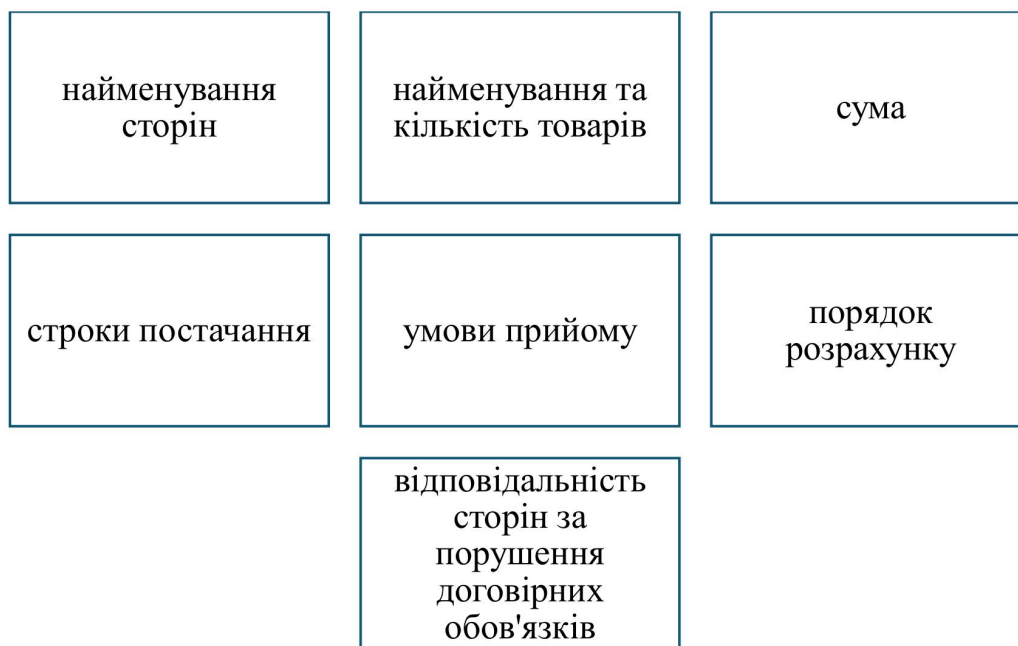 найменування
сторін
найменування та
кількість товарів
сума
строки постачання
умови прийому
порядок
розрахунку
відповідальність
сторін за
порушення
договірних
обов'язків